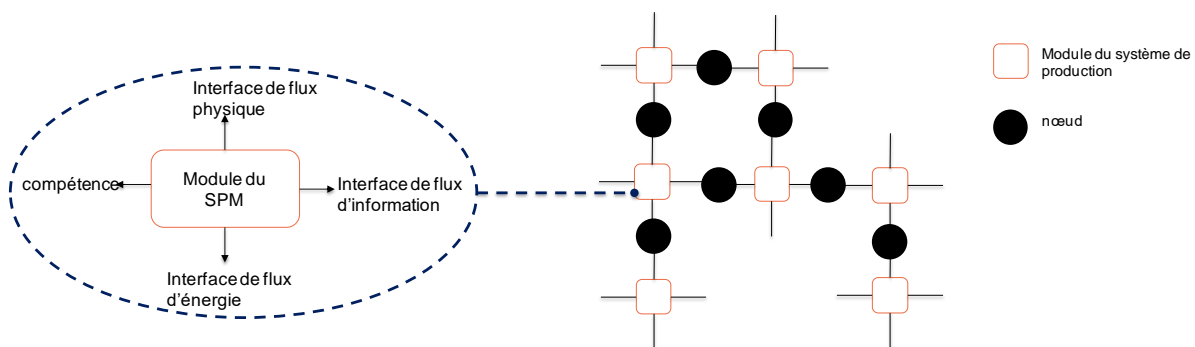 Interface de flux
physique
compétence
Module du
SPM
Interface de flux
d'information
Interface de flux
d'énergie
Module du système de
production
nœud